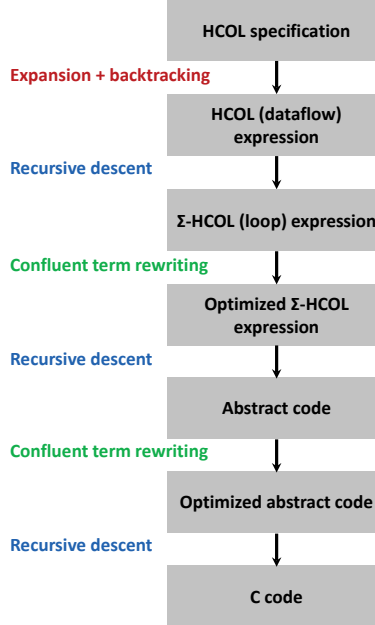 HCOL specification
Expansion + backtracking
HCOL (dataflow)
expression
Recursive descent
Σ-HCOL (loop) expression
Confluent term rewriting
Optimized Σ-HCOL
expression
Recursive descent
Abstract code
Confluent term rewriting
Optimized abstract code
Recursive descent
C code